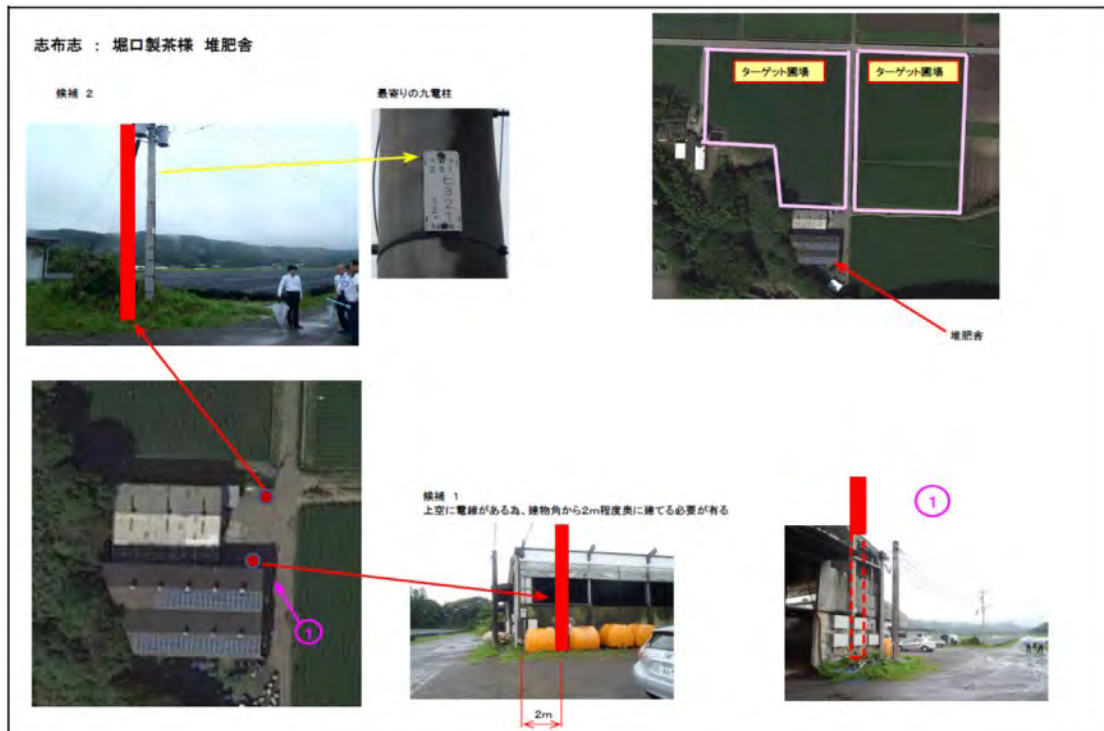 志布志 : 堀口製茶様 堆肥舎
候補 2
最寄りの九電柱
ターゲット圃場
ターゲット圃場
堆肥舎
候補 1
上空に電線がある為、建物角から2m程度奥に建てる必要が有る
1
1
2m